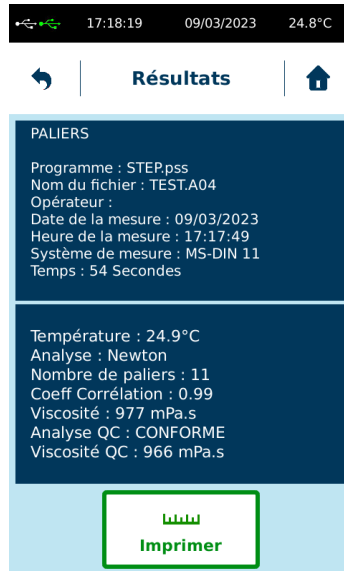 17:18:19 09/03/2023 24.8°C
Résultats
PALIERS
Programme : STEP.pss
Nom du fichier : TEST.A04
Opérateur :
Date de la mesure : 09/03/2023
Heure de la mesure : 17:17:49
Système de mesure : MS-DIN 11
Temps : 54 Secondes
Température : 24.9°C
Analyse : Newton
Nombre de paliers : 11
Coeff Corrélation : 0.99
Viscosité : 977 mPa.s
Analyse QC : CONFORME
Viscosité QC : 966 mPa.s
Imprimer